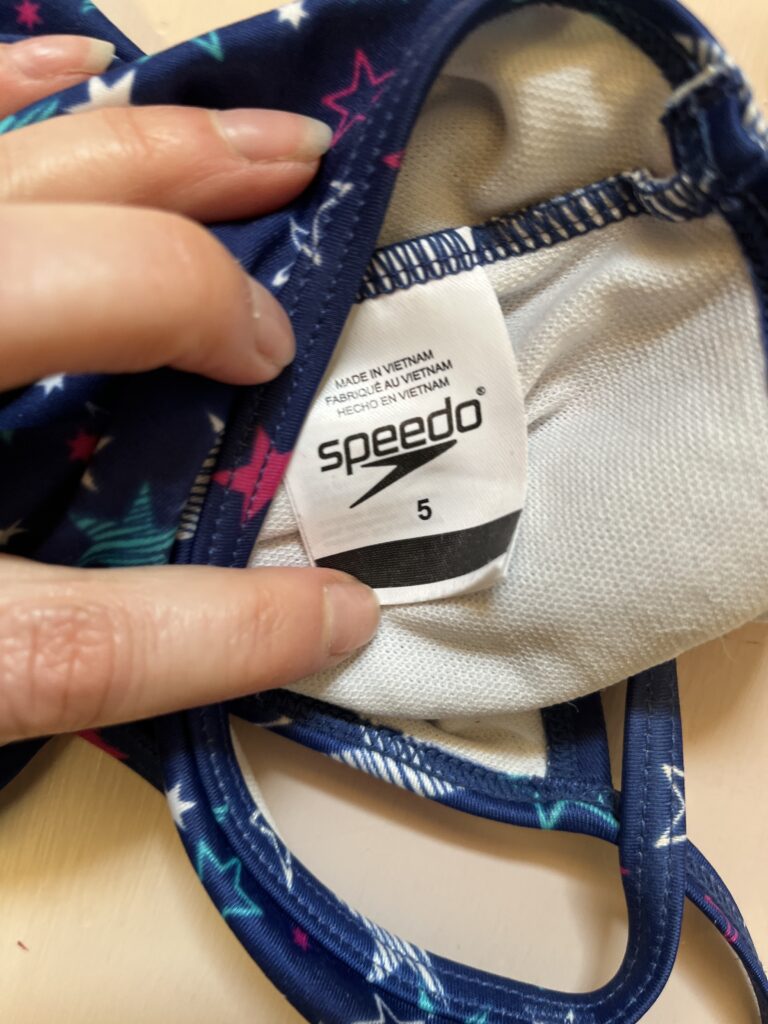 MADE IN VIETNAM
FABRIQUÉ AU VIETNAM
HECHO EN VIETNAM
speedo®
5